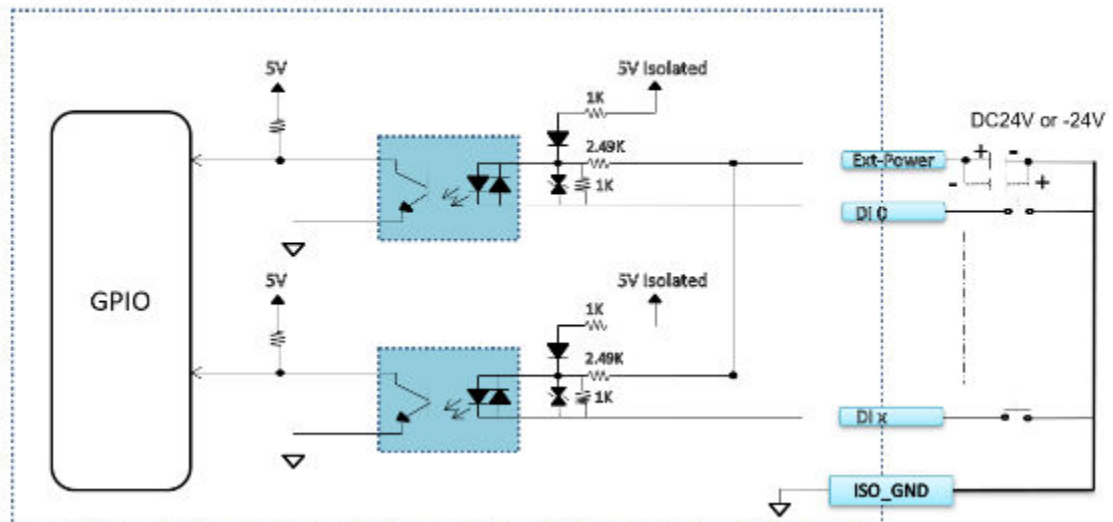 5V
5V Isolated
1K
DC24V or -24V
2.49K
+
-
Ext-Power
1K
-
+
DI 0
5V
5V Isolated
GPIO
1K
2.49K
1K
DI x
ISO_GND